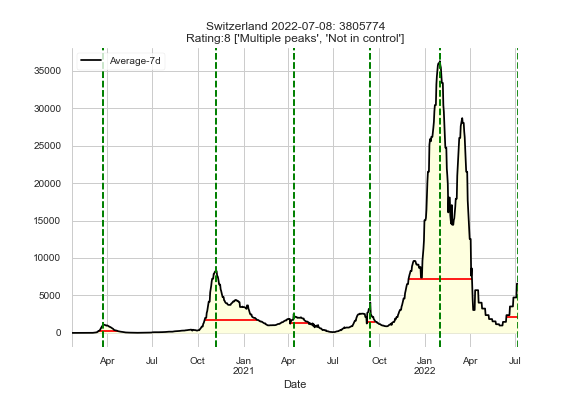 Switzerland 2022-07-08: 3805774
Rating:8 ['Multiple peaks', 'Not in control']
Average-7d
35000
30000
25000
20000
15000
10000
5000
0
Apr Jul Oct Jan Apr Jul Oct Jan Apr Jul
2021 2022
Date